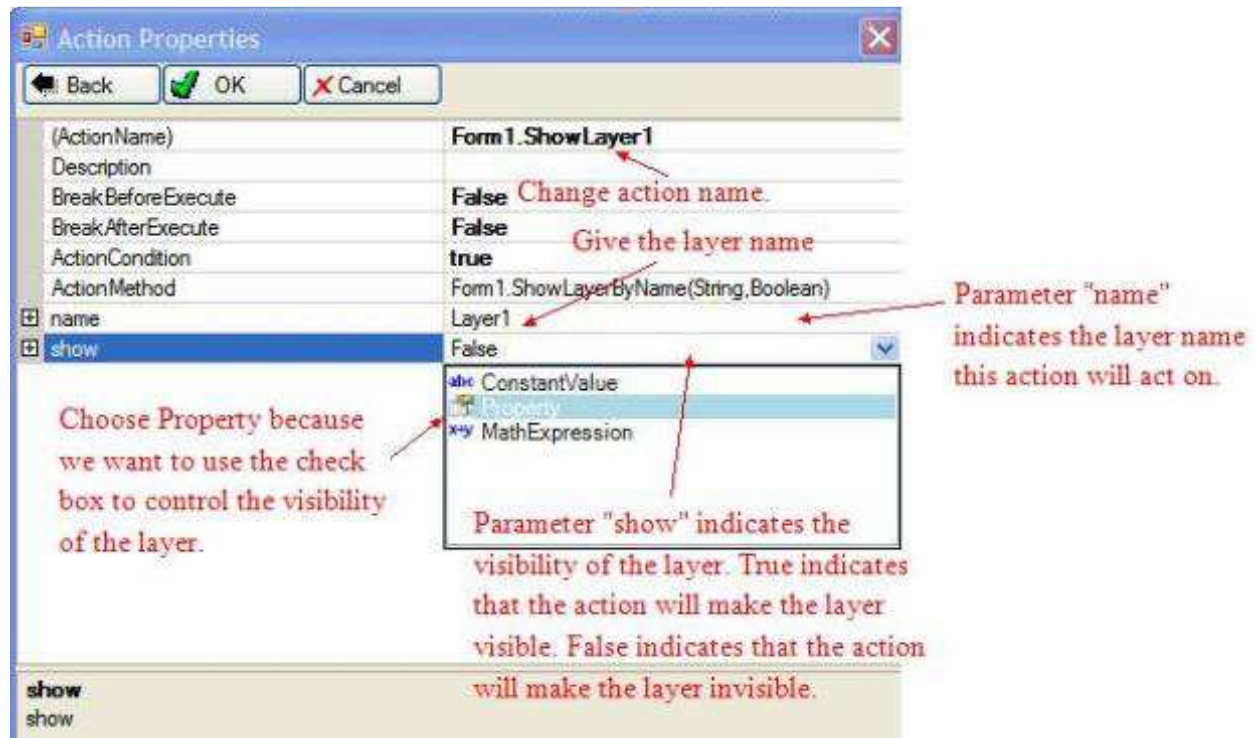 Action Properties
Back OK Cancel
(ActionName) Form1.ShowLayer1
Description
BreakBeforeExecute False
Change action name.
BreakAfterExecute False
Give the layer name
ActionCondition true
ActionMethod Form1.ShowLayerByName(String,Boolean)
name Layer1
show False
Parameter "name"
indicates the layer name
this action will act on.
abc ConstantValue
Property
x+y MathExpression
Choose Property because
we want to use the check
box to control the visibility
of the layer.
Parameter "show" indicates the
visibility of the layer. True indicates
that the action will make the layer
visible. False indicates that the action
will make the layer invisible.
show
show